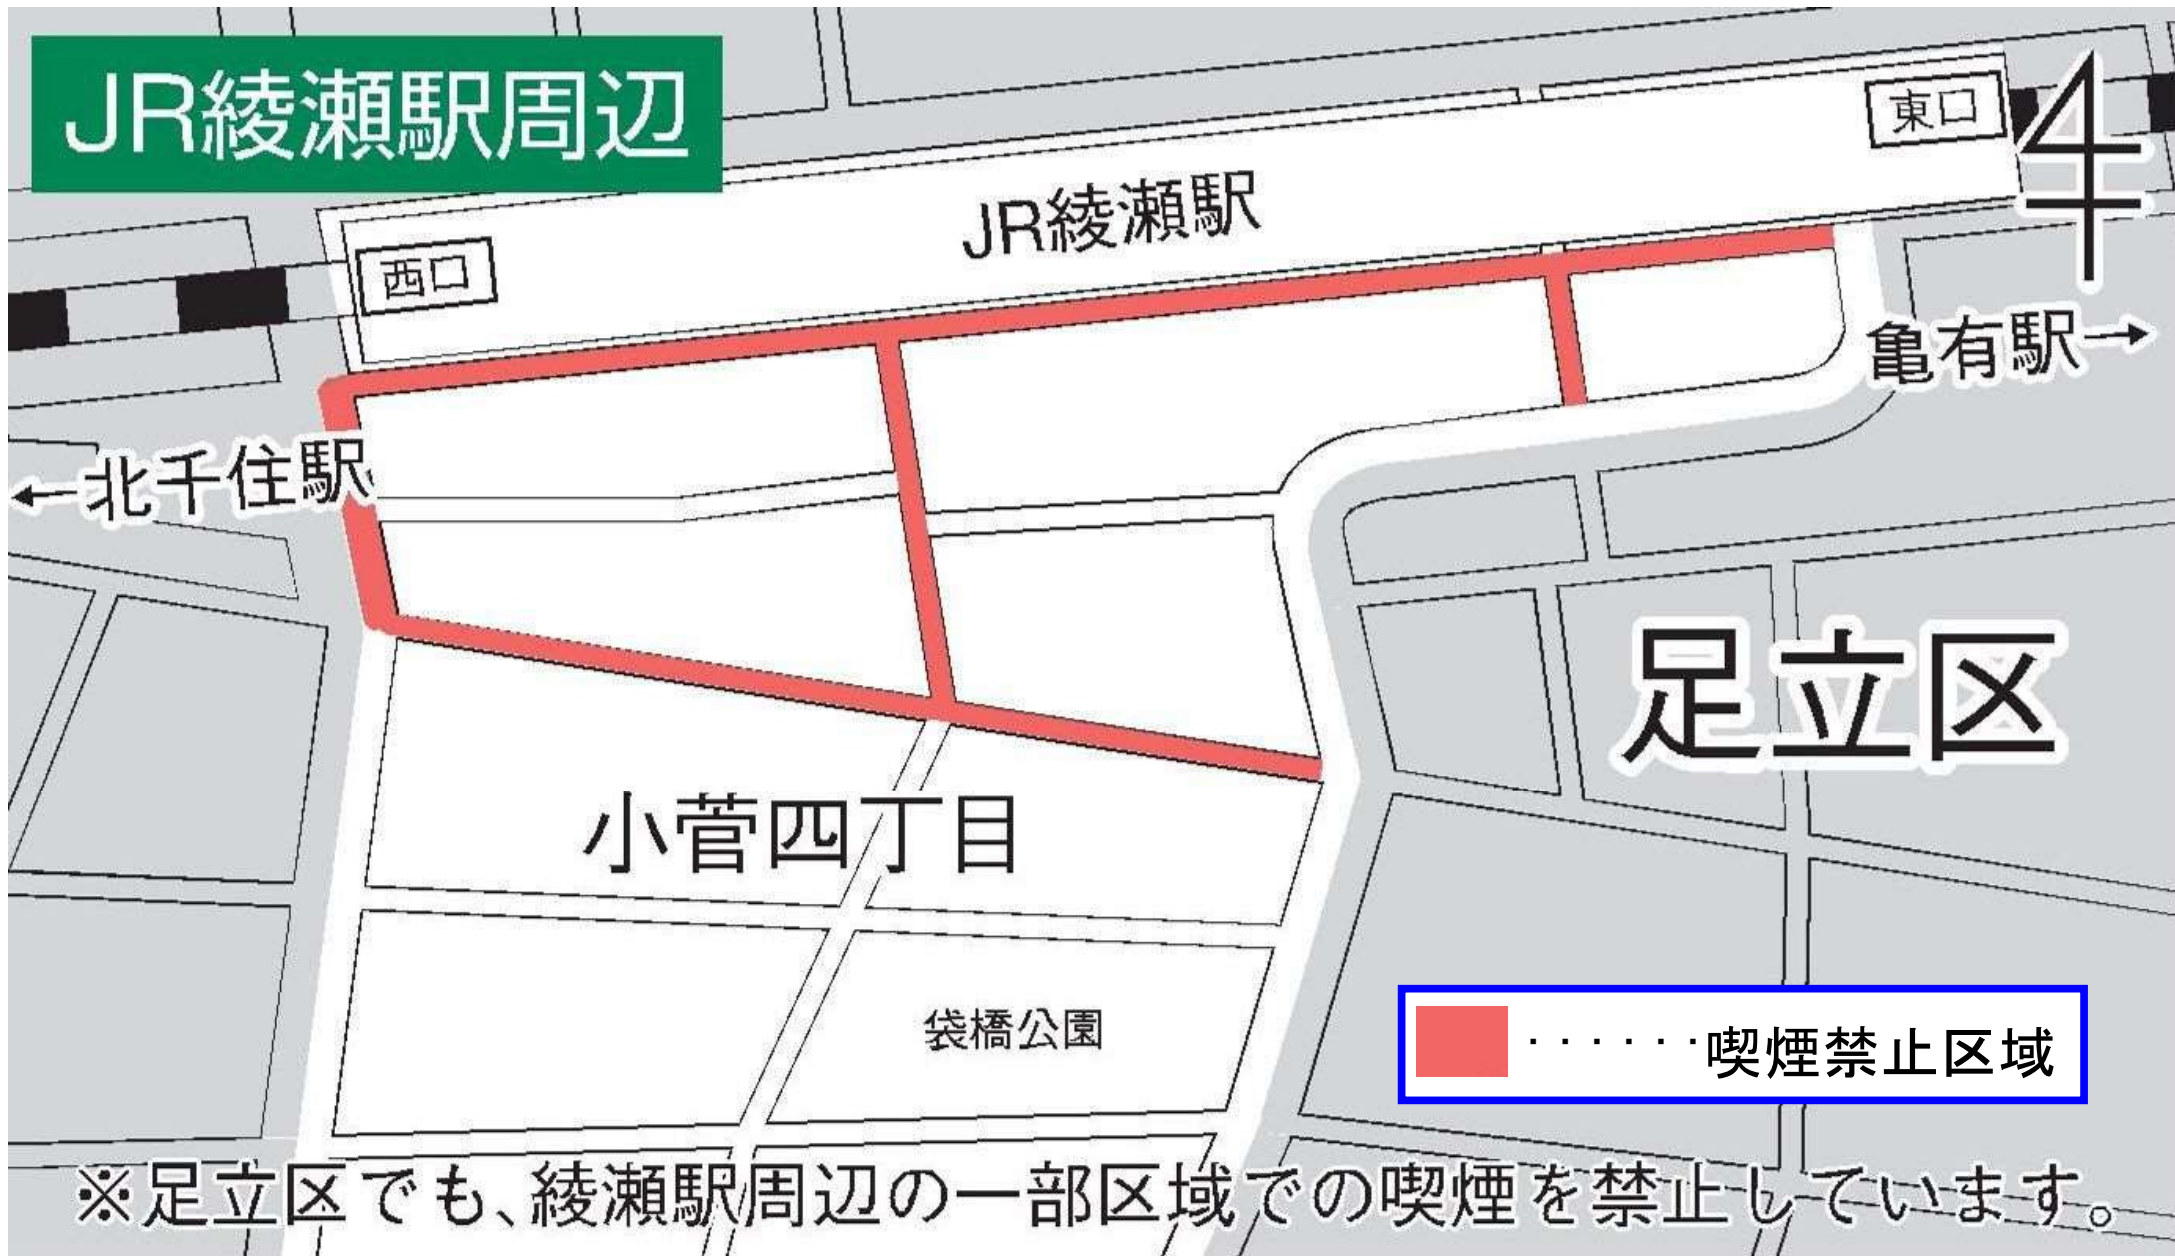 JR綾瀬駅周辺
東口
JR綾瀬駅
西口
亀有駅→
←北千住駅
足立区
小菅四丁目
袋橋公園
······喫煙禁止区域
※足立区でも、綾瀬駅周辺の一部区域での喫煙を禁止しています。